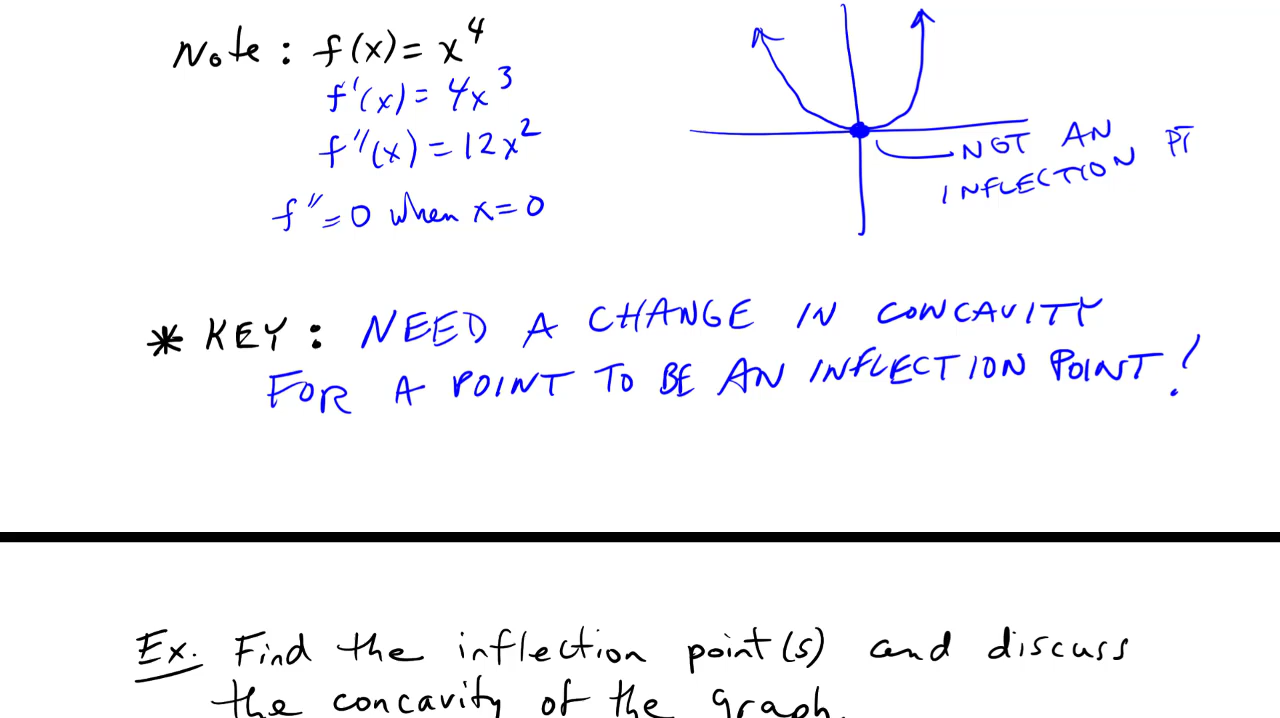 Note: f(x) = x⁴
f'(x) = 4x³
f''(x) = 12x²
f'' = 0 when x = 0
NOT AN
INFLECTION PT
* KEY: NEED A CHANGE IN CONCAVITY
FOR A POINT TO BE AN INFLECTION POINT!
Ex. Find the inflection point(s) and discuss
the concavity of the graph.